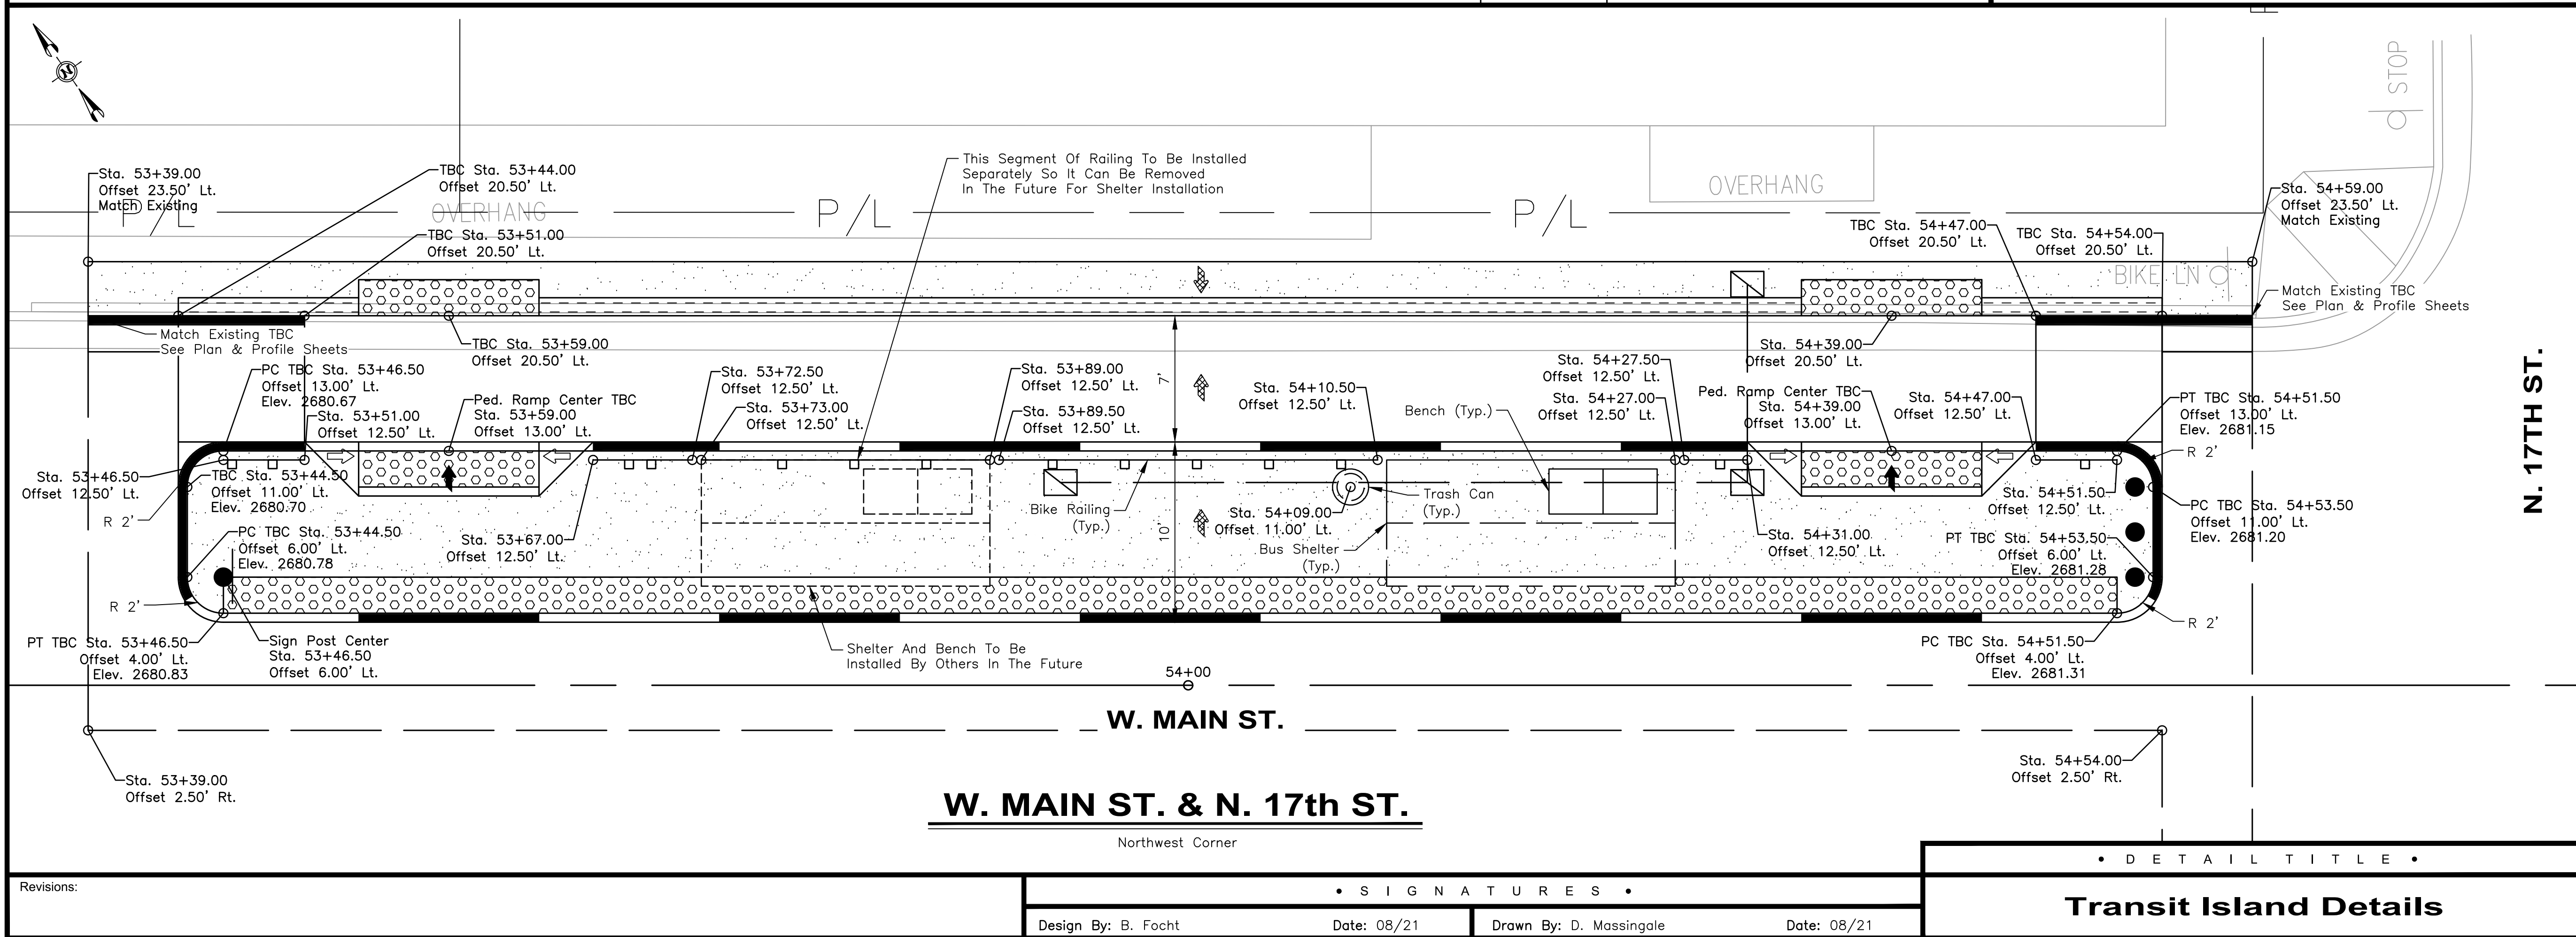 N
STOP
Sta. 53+39.00
Offset 23.50' Lt.
Match Existing
P/L
TBC Sta. 53+44.00
Offset 20.50' Lt.
OVERHANG
TBC Sta. 53+51.00
Offset 20.50' Lt.
P/L
This Segment Of Railing To Be Installed
Separately So It Can Be Removed
In The Future For Shelter Installation
P/L
OVERHANG
TBC Sta. 54+47.00
Offset 20.50' Lt.
TBC Sta. 54+54.00
Offset 20.50' Lt.
Sta. 54+59.00
Offset 23.50' Lt.
Match Existing
BIKE LN
Match Existing TBC
See Plan & Profile Sheets
Match Existing TBC
See Plan & Profile Sheets
TBC Sta. 53+59.00
Offset 20.50' Lt.
7'
Sta. 54+39.00
Offset 20.50' Lt.
N. 17TH ST.
PC TBC Sta. 53+46.50
Offset 13.00' Lt.
Elev. 2680.67
Sta. 53+51.00
Offset 12.50' Lt.
Ped. Ramp Center TBC
Sta. 53+59.00
Offset 13.00' Lt.
Sta. 53+72.50
Offset 12.50' Lt.
Sta. 53+73.00
Offset 12.50' Lt.
Sta. 53+89.00
Offset 12.50' Lt.
Sta. 53+89.50
Offset 12.50' Lt.
Sta. 54+10.50
Offset 12.50' Lt.
Bench (Typ.)
Sta. 54+27.50
Offset 12.50' Lt.
Sta. 54+27.00
Offset 12.50' Lt.
Ped. Ramp Center TBC
Sta. 54+39.00
Offset 13.00' Lt.
Sta. 54+47.00
Offset 12.50' Lt.
PT TBC Sta. 54+51.50
Offset 13.00' Lt.
Elev. 2681.15
R 2'
Sta. 53+46.50
Offset 12.50' Lt.
TBC Sta. 53+44.50
Offset 11.00' Lt.
Elev. 2680.70
R 2'
PC TBC Sta. 53+44.50
Offset 6.00' Lt.
Elev. 2680.78
Sta. 53+67.00
Offset 12.50' Lt.
Bike Railing
(Typ.)
10'
Sta. 54+09.00
Offset 11.00' Lt.
Trash Can
(Typ.)
Bus Shelter
(Typ.)
Sta. 54+31.00
Offset 12.50' Lt.
Sta. 54+51.50
Offset 12.50' Lt.
PT TBC Sta. 54+53.50
Offset 6.00' Lt.
Elev. 2681.28
PC TBC Sta. 54+53.50
Offset 11.00' Lt.
Elev. 2681.20
R 2'
PT TBC Sta. 53+46.50
Offset 4.00' Lt.
Elev. 2680.83
Sign Post Center
Sta. 53+46.50
Offset 6.00' Lt.
Shelter And Bench To Be
Installed By Others In The Future
R 2'
PC TBC Sta. 54+51.50
Offset 4.00' Lt.
Elev. 2681.31
54+00
W. MAIN ST.
Sta. 53+39.00
Offset 2.50' Rt.
Sta. 54+54.00
Offset 2.50' Rt.
W. MAIN ST. & N. 17th ST.
Northwest Corner
• DETAIL TITLE •
Transit Island Details
Revisions:
• SIGNATURES •
Design By: B. Focht Date: 08/21
Drawn By: D. Massingale Date: 08/21